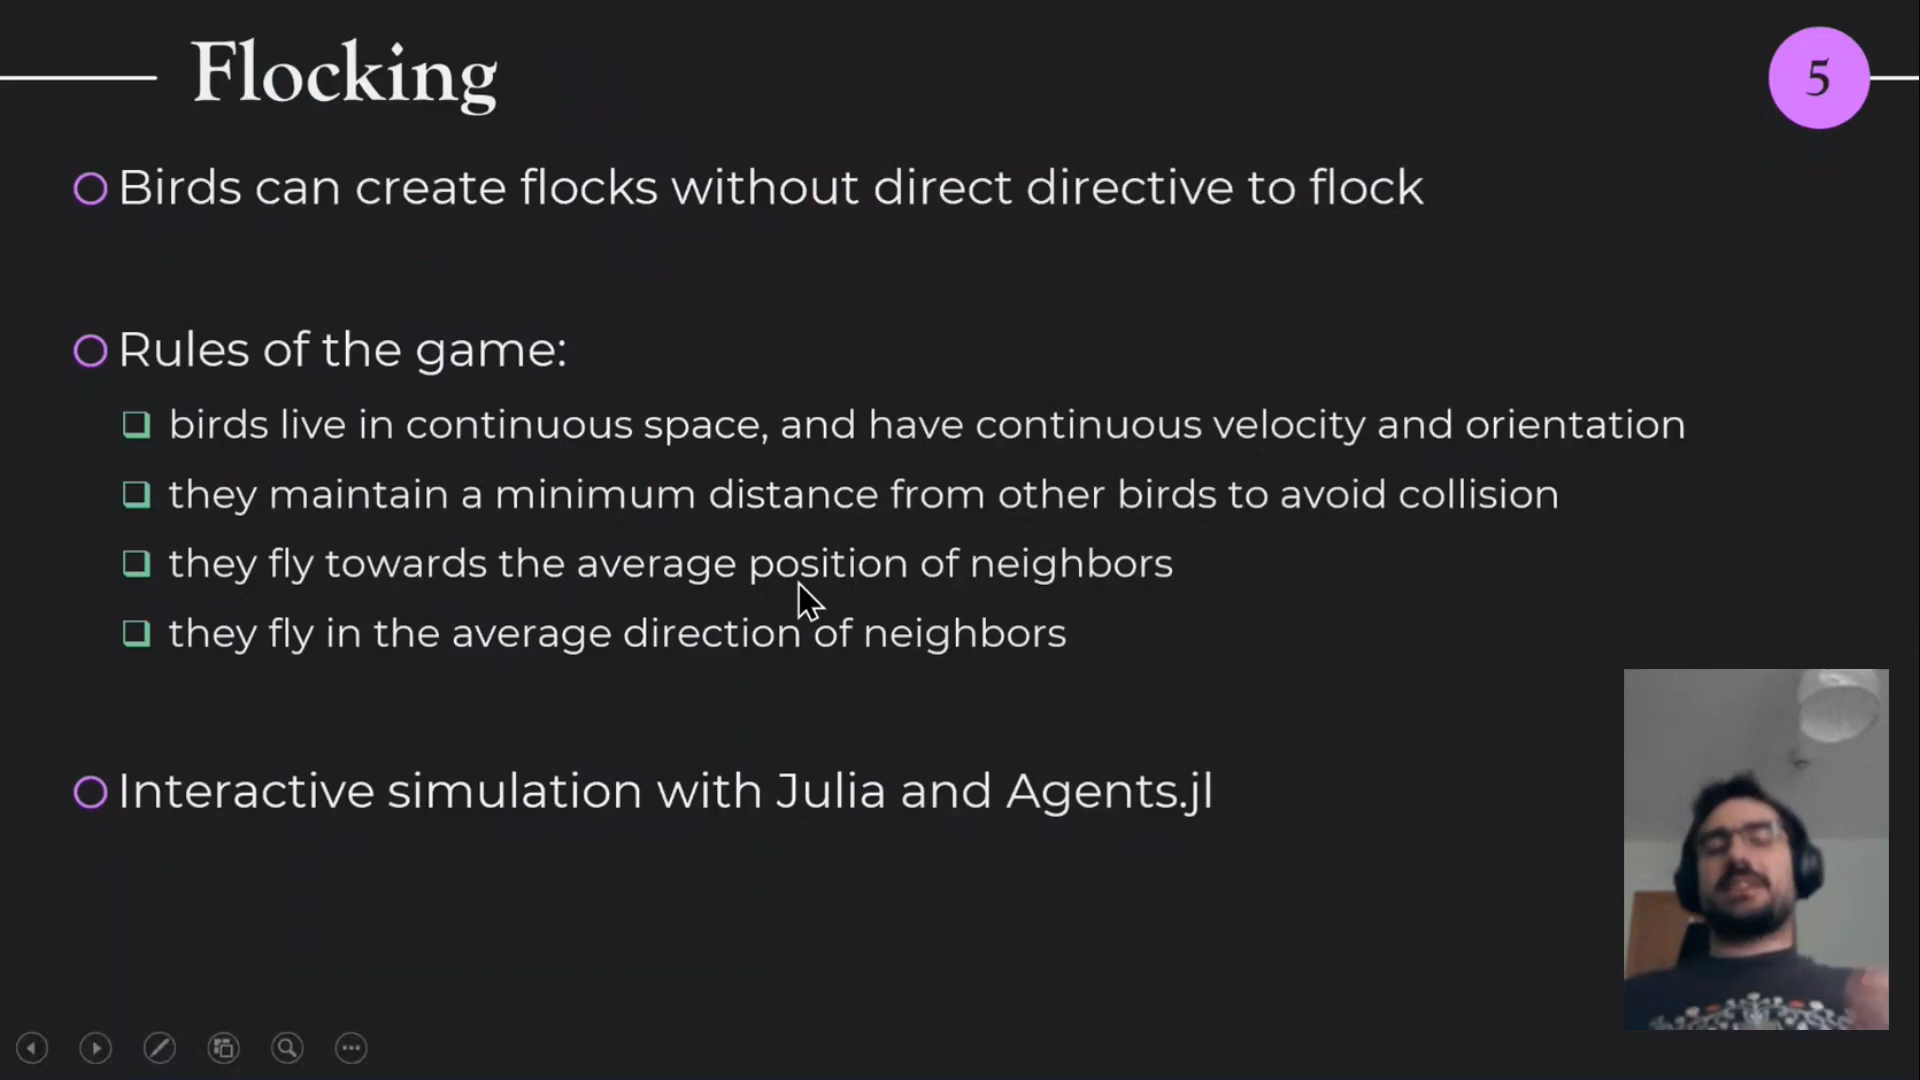 Flocking
5
Birds can create flocks without direct directive to flock
Rules of the game:
birds live in continuous space, and have continuous velocity and orientation
they maintain a minimum distance from other birds to avoid collision
they fly towards the average position of neighbors
they fly in the average direction of neighbors
Interactive simulation with Julia and Agents.jl